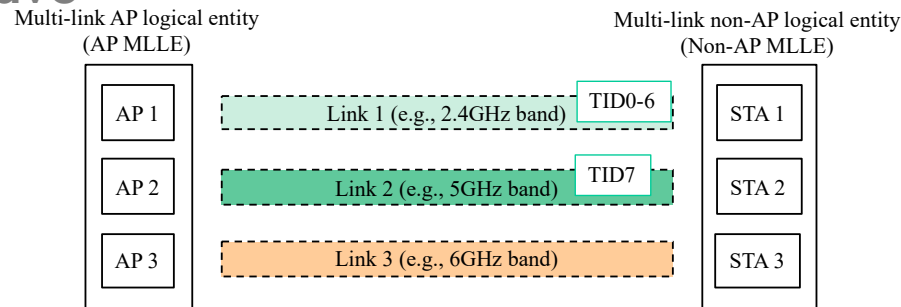 Multi-link AP logical entity
(AP MLLE)
Multi-link non-AP logical entity
(Non-AP MLLE)
AP 1
Link 1 (e.g., 2.4GHz band)
TID0-6
STA 1
AP 2
Link 2 (e.g., 5GHz band)
TID7
STA 2
AP 3
Link 3 (e.g., 6GHz band)
STA 3